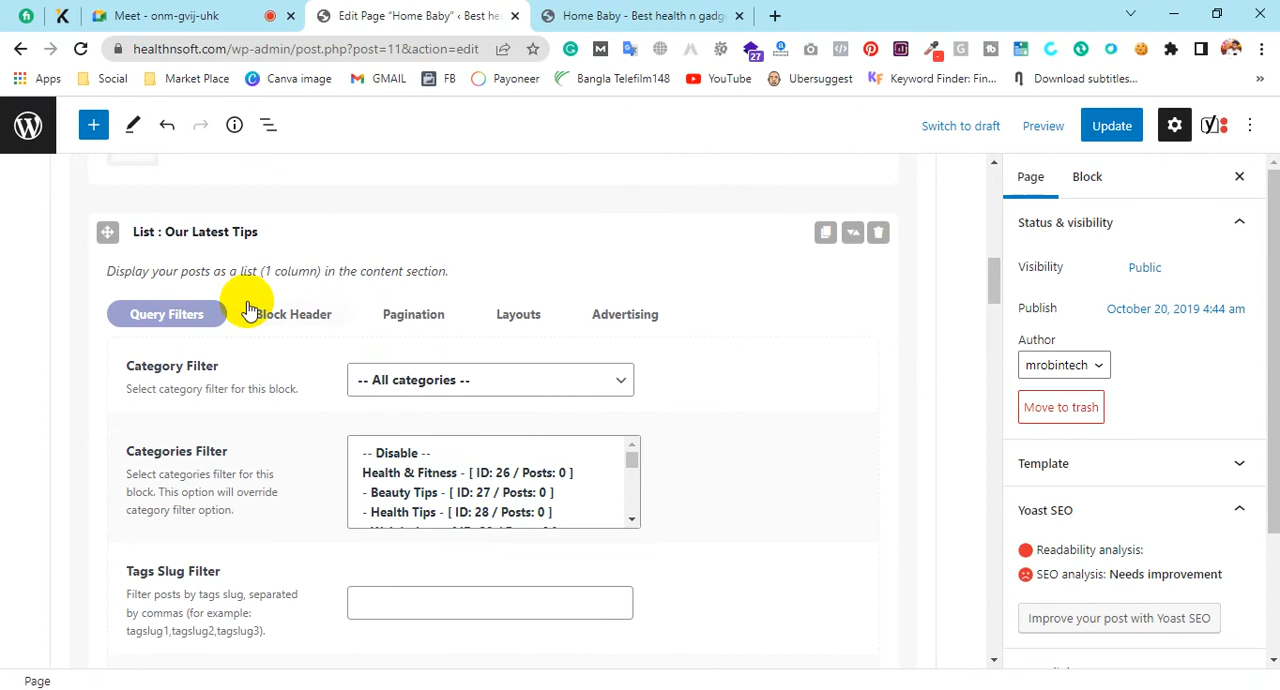 Meet - onm-gvij-uhk
Edit Page “Home Baby” ‹ Best he
Home Baby - Best health n gadg
healthnsoft.com/wp-admin/post.php?post=11&action=edit
27
Apps
Social
Market Place
Canva image
GMAIL
FB
Payoneer
Bangla Telefilm148
YouTube
Ubersuggest
Keyword Finder: Fin...
Download subtitles...
»
Switch to draft
Preview
Update
Page
Block
List : Our Latest Tips
Display your posts as a list (1 column) in the content section.
Query Filters
Block Header
Pagination
Layouts
Advertising
Category Filter
Select category filter for this block.
-- All categories --
Categories Filter
Select categories filter for this
block. This option will override
category filter option.
-- Disable --
Health & Fitness - [ ID: 26 / Posts: 0 ]
- Beauty Tips - [ ID: 27 / Posts: 0 ]
- Health Tips - [ ID: 28 / Posts: 0 ]
Tags Slug Filter
Filter posts by tags slug, separated
by commas (for example:
tagslug1,tagslug2,tagslug3).
Status & visibility
Visibility
Public
Publish
October 20, 2019 4:44 am
Author
mrobintech
Move to trash
Template
Yoast SEO
Readability analysis:
SEO analysis: Needs improvement
Improve your post with Yoast SEO
Page